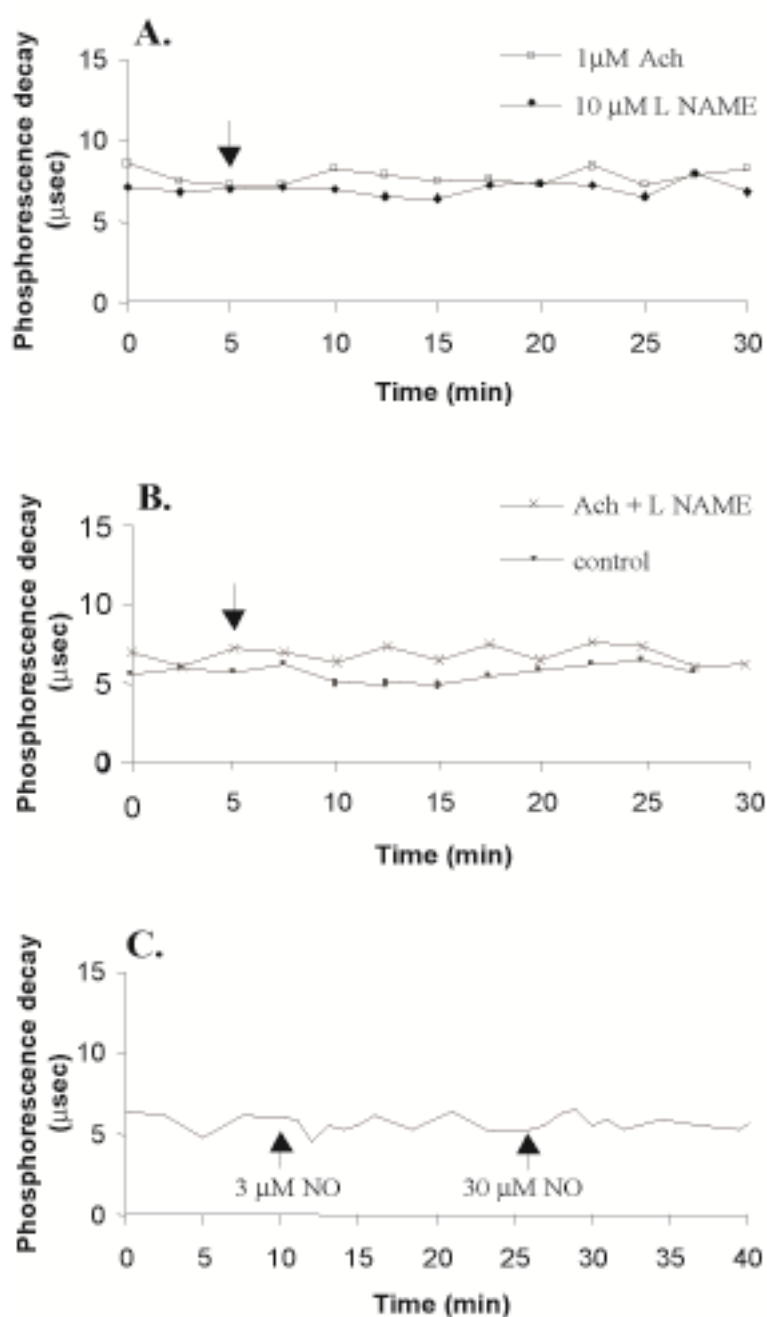 A.
Phosphorescence decay
(µsec)
15
10
5
0
1µM Ach
10 µM L NAME
0 5 10 15 20 25 30
Time (min)
B.
Phosphorescence decay
(µsec)
15
10
5
0
Ach + L NAME
control
0 5 10 15 20 25 30
Time (min)
C.
Phosphorescence decay
(µsec)
15
10
5
0
3 µM NO
30 µM NO
0 5 10 15 20 25 30 35 40
Time (min)